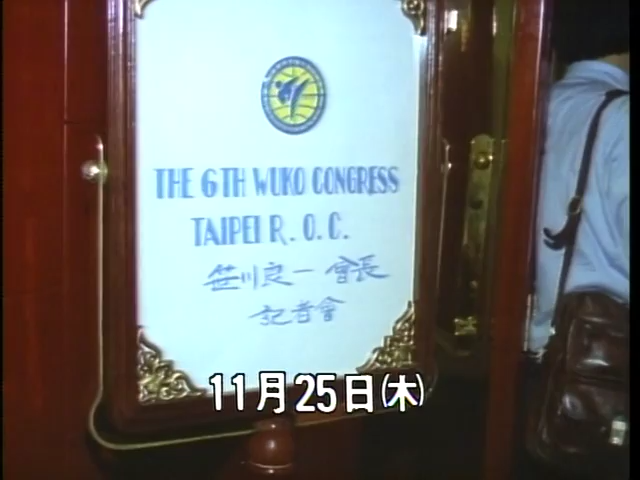 THE 6TH WUKO CONGRESS
TAIPEI R.O.C.
笹川良一 會長
記者會
11月25日(木)